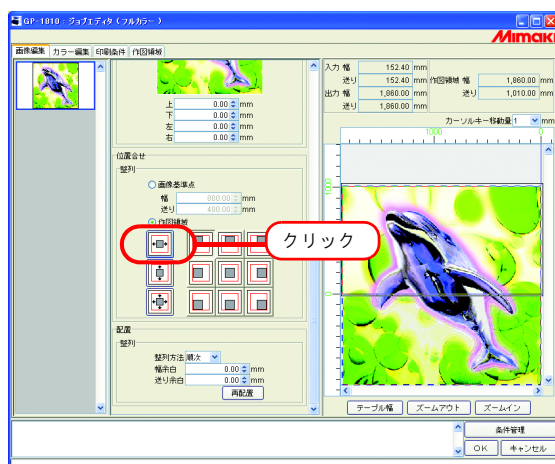 GP-1810 : ジョブエディタ ( フルカラー )
Mimaki
画像編集 カラー編集 印刷条件 作図領域
上 0.00 mm
下 0.00 mm
左 0.00 mm
右 0.00 mm
位置合せ
整列
画像基準点
幅 800.00 mm
送り 400.00 mm
作図領域
クリック
配置
整列
整列方法 順次
幅余白 0.00 mm
送り余白 0.00 mm
再配置
入力 幅 152.40 mm
送り 152.40 mm 作図領域 幅 1,860.00 mm
出力 幅 1,860.00 mm 送り 1,010.00 mm
送り 1,860.00 mm
カーソルキー移動量 1 mm
1000 0
1000
0
テーブル幅 ズームアウト ズームイン
条件管理
OK キャンセル